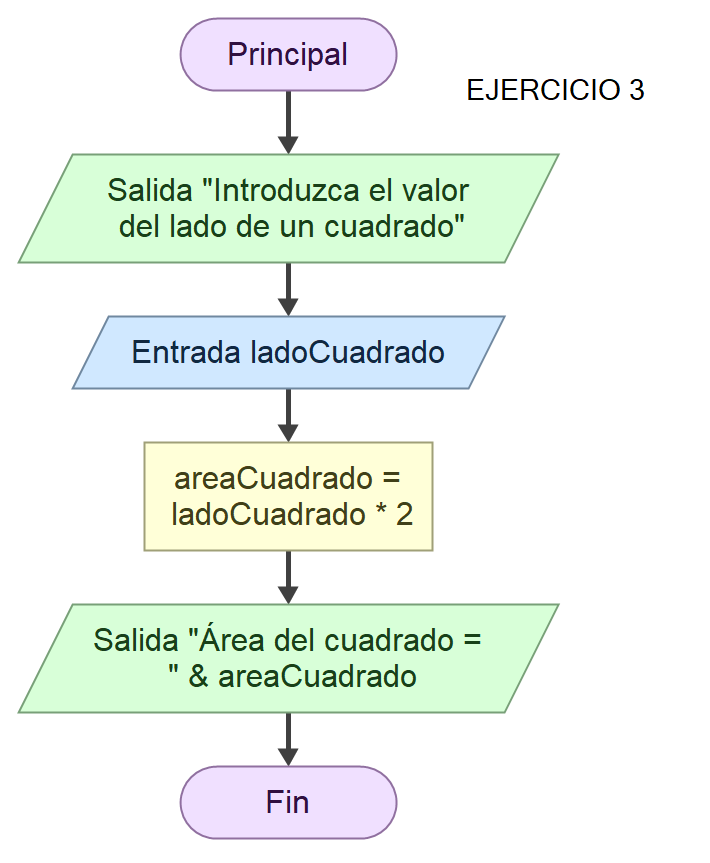 Principal
EJERCICIO 3
Salida "Introduzca el valor
del lado de un cuadrado"
Entrada ladoCuadrado
areaCuadrado =
ladoCuadrado * 2
Salida "Área del cuadrado =
" & areaCuadrado
Fin